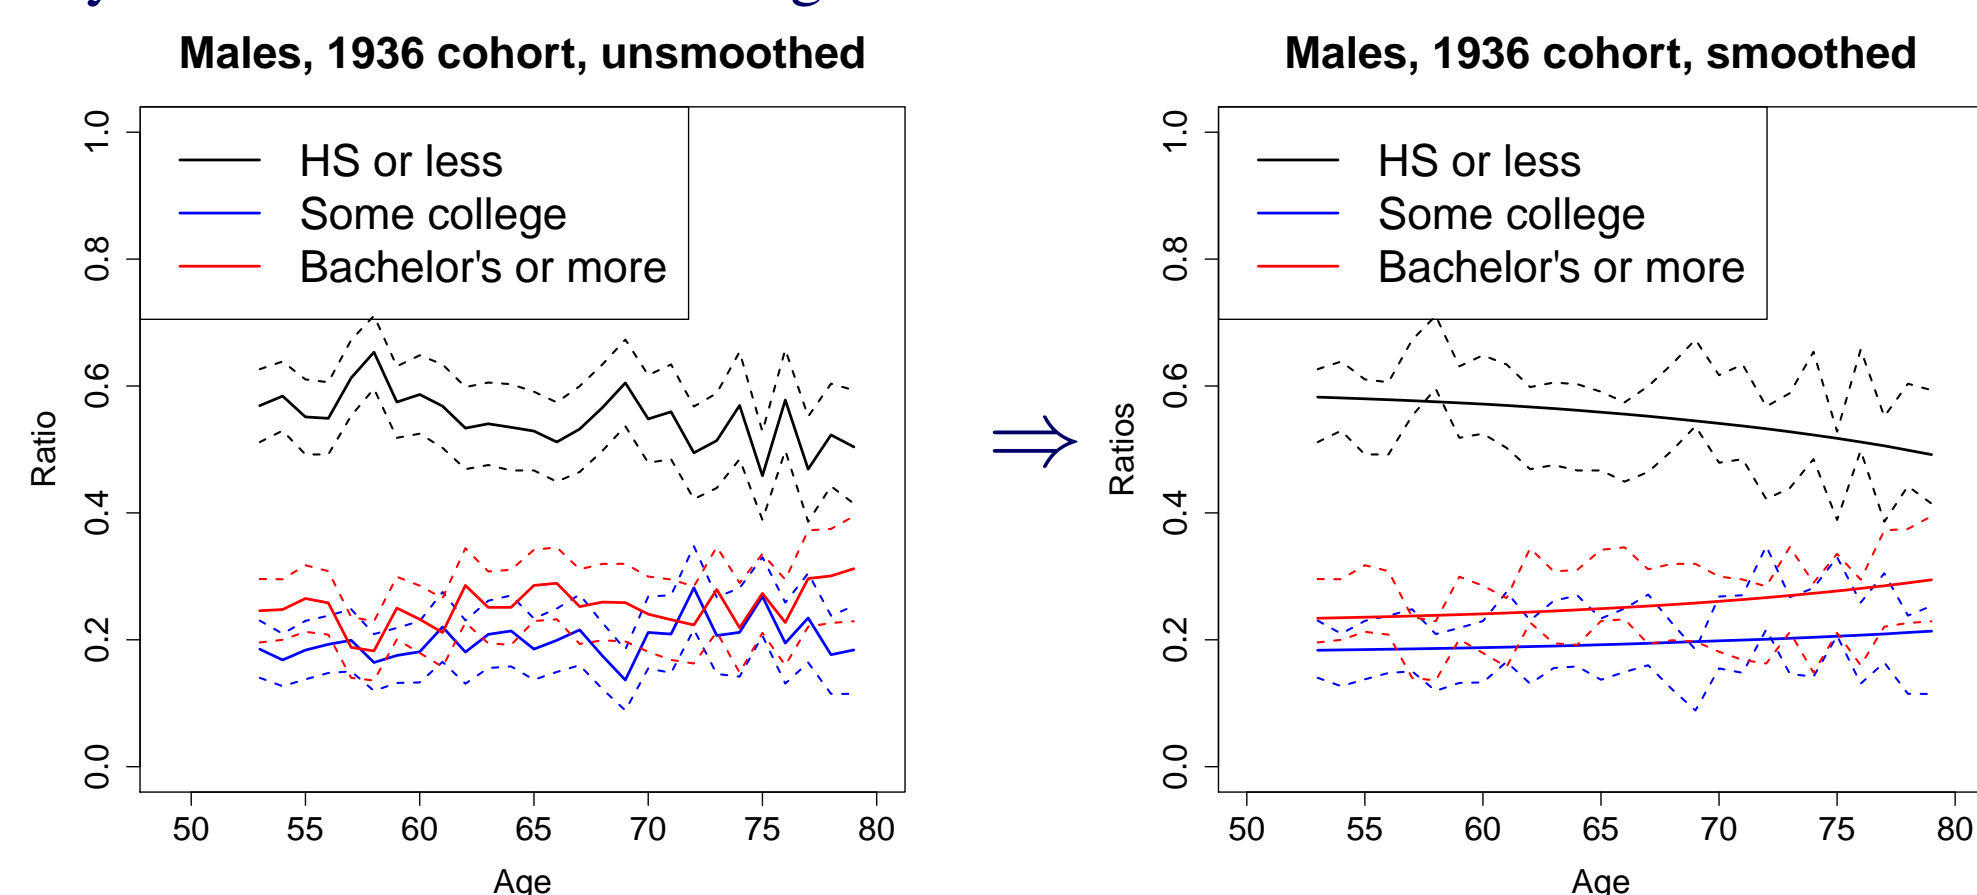 Males, 1936 cohort, unsmoothed
HS or less
Some college
Bachelor's or more
Ratio
1.0
0.8
0.6
0.4
0.2
0.0
50 55 60 65 70 75 80
Age
⇒
Males, 1936 cohort, smoothed
HS or less
Some college
Bachelor's or more
Ratios
1.0
0.8
0.6
0.4
0.2
0.0
50 55 60 65 70 75 80
Age